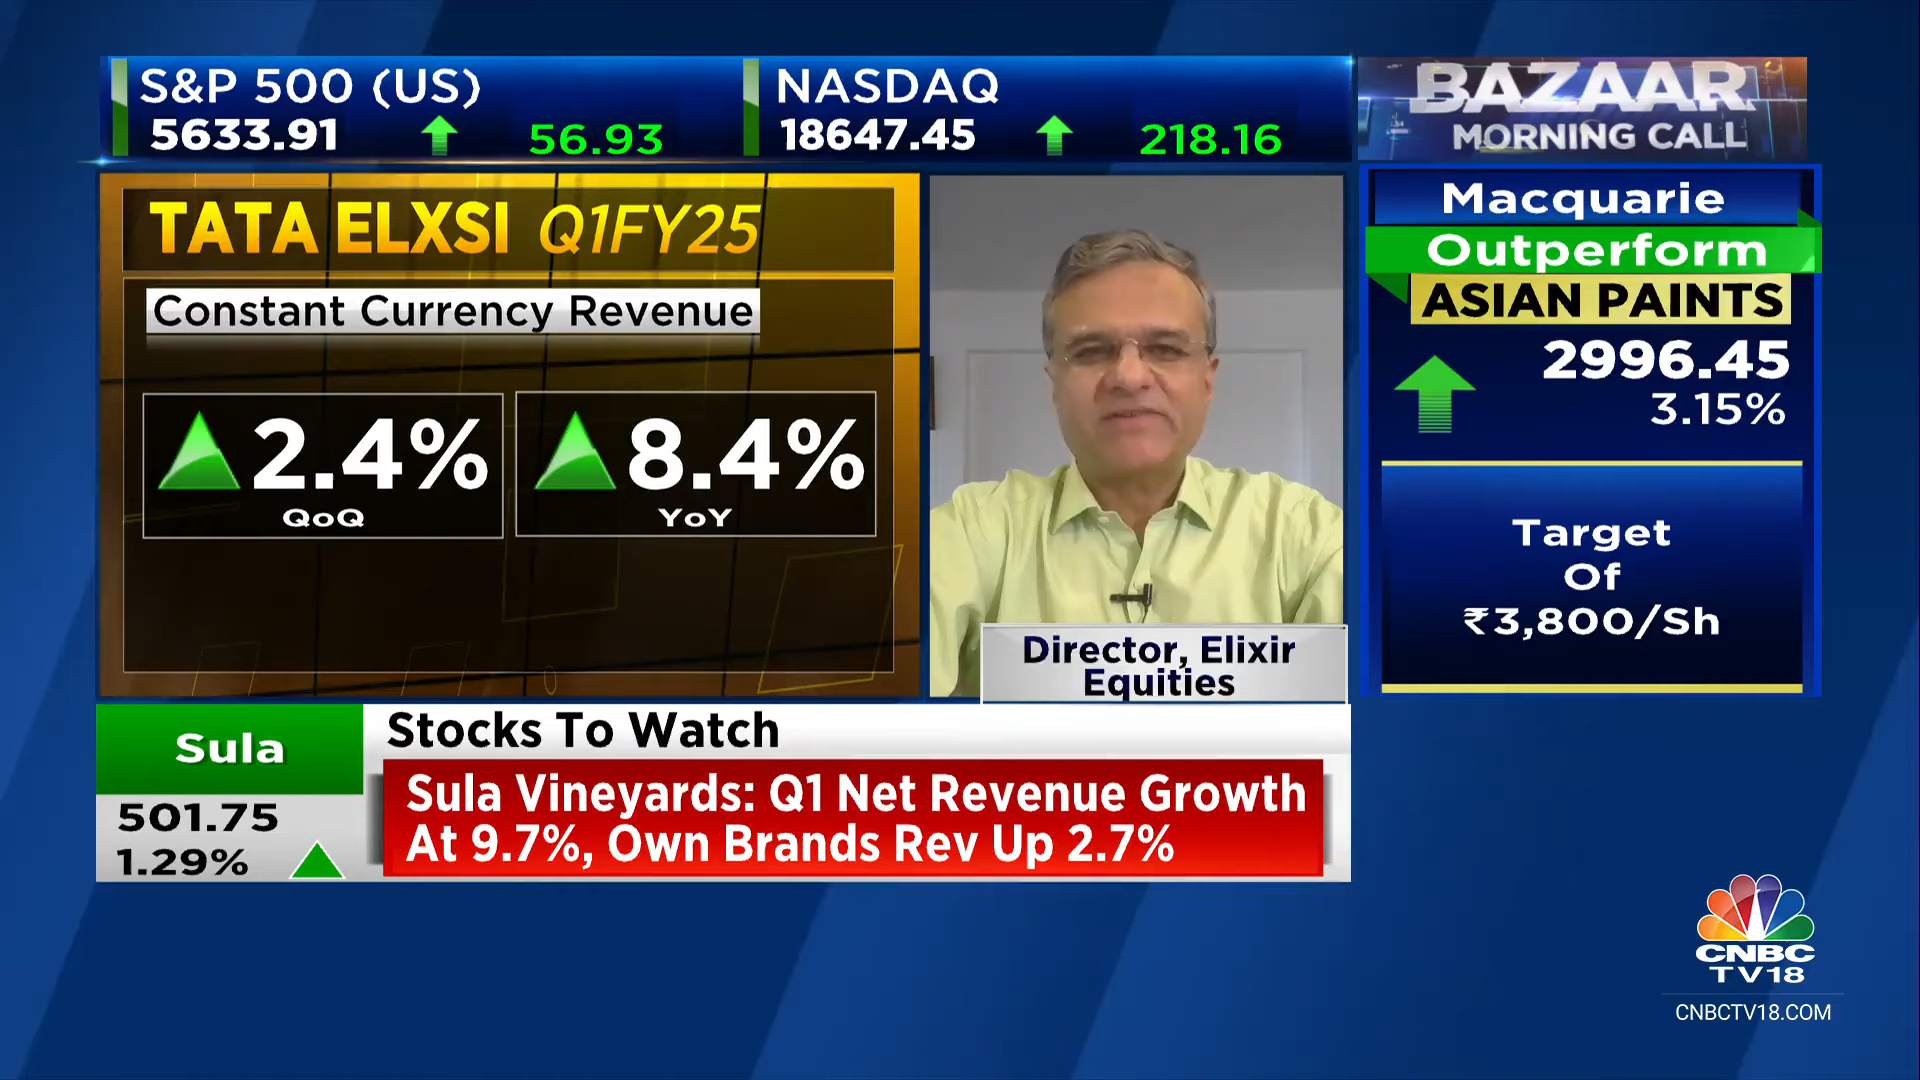 S&P 500 (US)
5633.91 56.93
NASDAQ
18647.45 218.16
BAZAAR
MORNING CALL
TATA ELXSI Q1FY25
Constant Currency Revenue
2.4%
QoQ
8.4%
YoY
Director, Elixir
Equities
Macquarie
Outperform
ASIAN PAINTS
2996.45
3.15%
Target
Of
₹3,800/Sh
Sula
501.75
1.29%
Stocks To Watch
Sula Vineyards: Q1 Net Revenue Growth
At 9.7%, Own Brands Rev Up 2.7%
CNBC
TV18
CNBCTV18.COM